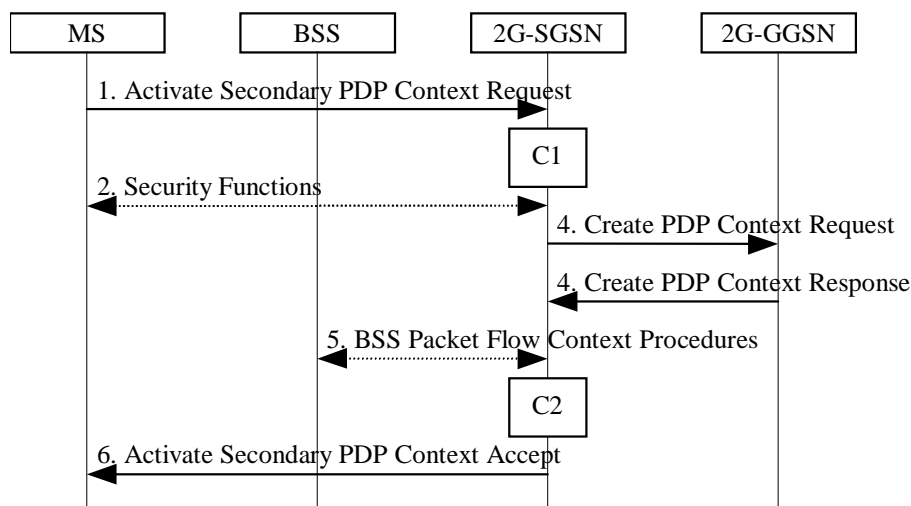 MS BSS 2G-SGSN 2G-GGSN
1. Activate Secondary PDP Context Request
C1
2. Security Functions
4. Create PDP Context Request
4. Create PDP Context Response
5. BSS Packet Flow Context Procedures
C2
6. Activate Secondary PDP Context Accept